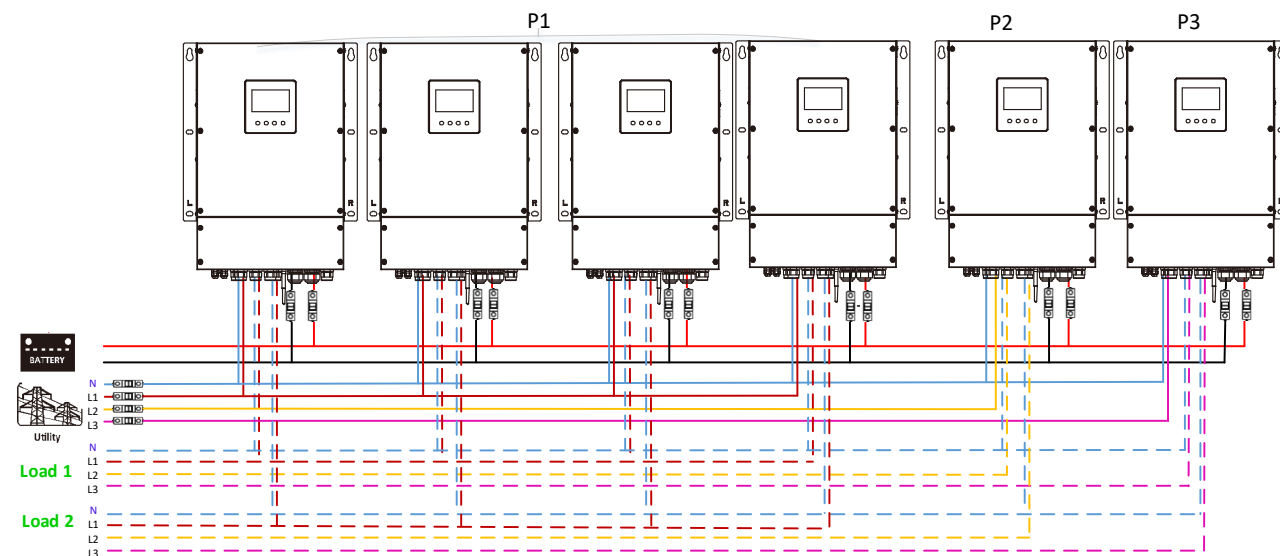 P1 P2 P3
L R L R L R L R L R L
BATTERY
N
L1
L2
L3
Utility
N
Load 1
L1
L2
L3
N
Load 2
L1
L2
L3